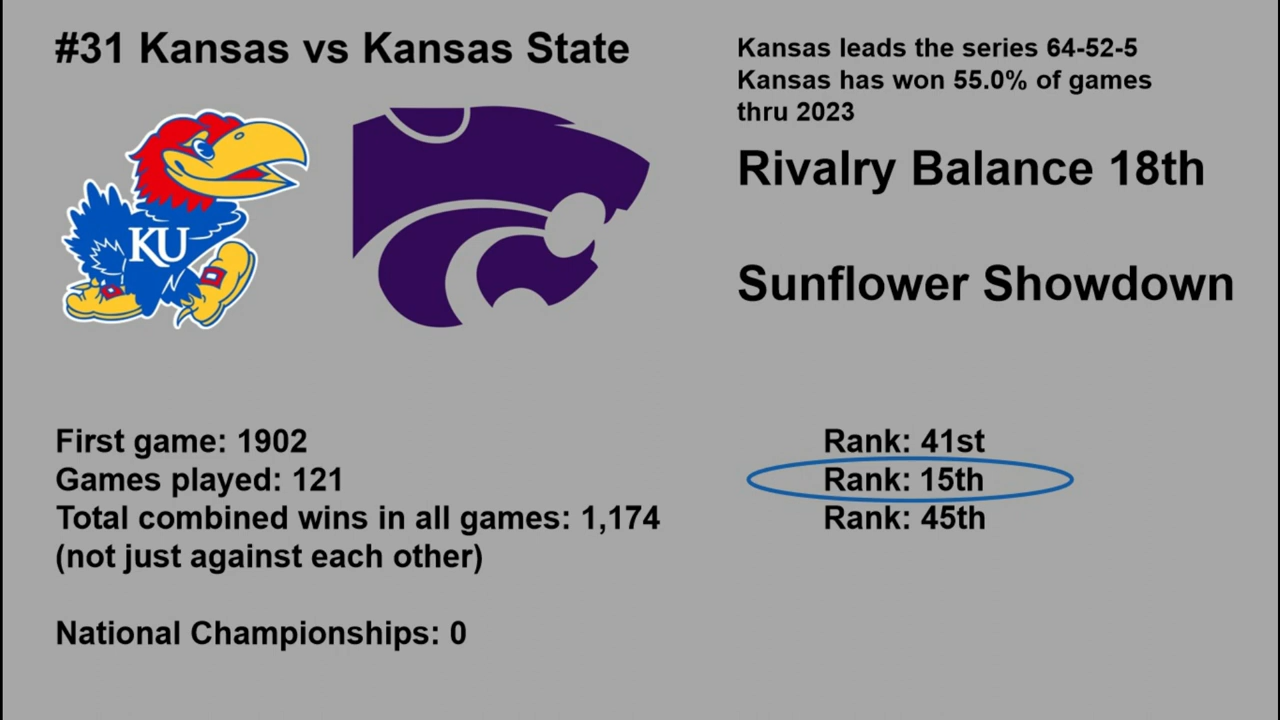 #31 Kansas vs Kansas State
Kansas leads the series 64-52-5
Kansas has won 55.0% of games
thru 2023
Rivalry Balance 18th
KU
Sunflower Showdown
First game: 1902
Rank: 41st
Games played: 121
Rank: 15th
Total combined wins in all games: 1,174
Rank: 45th
(not just against each other)
National Championships: 0